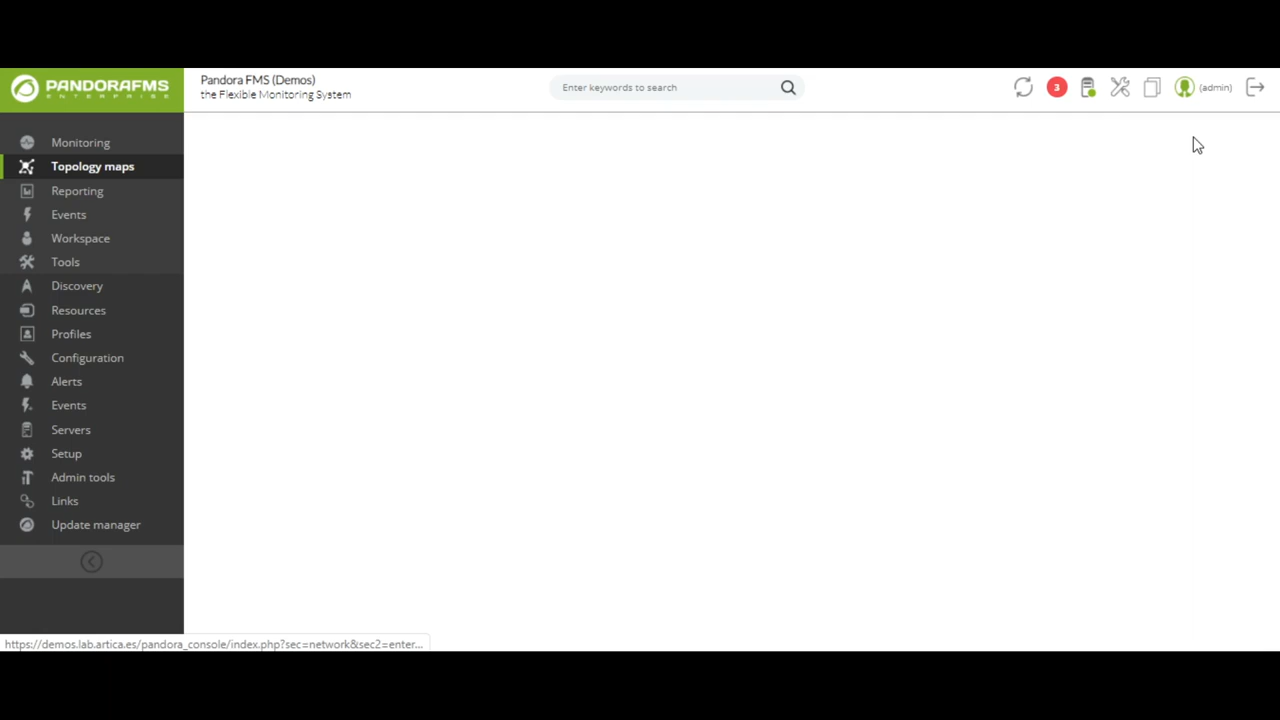 PANDORAFMS
ENTERPRISE
Pandora FMS (Demos)
the Flexible Monitoring System
Enter keywords to search
3
(admin)
Monitoring
Topology maps
Reporting
Events
Workspace
Tools
Discovery
Resources
Profiles
Configuration
Alerts
Events
Servers
Setup
Admin tools
Links
Update manager
https://demos.lab.artica.es/pandora_console/index.php?sec=network&sec2=enter...